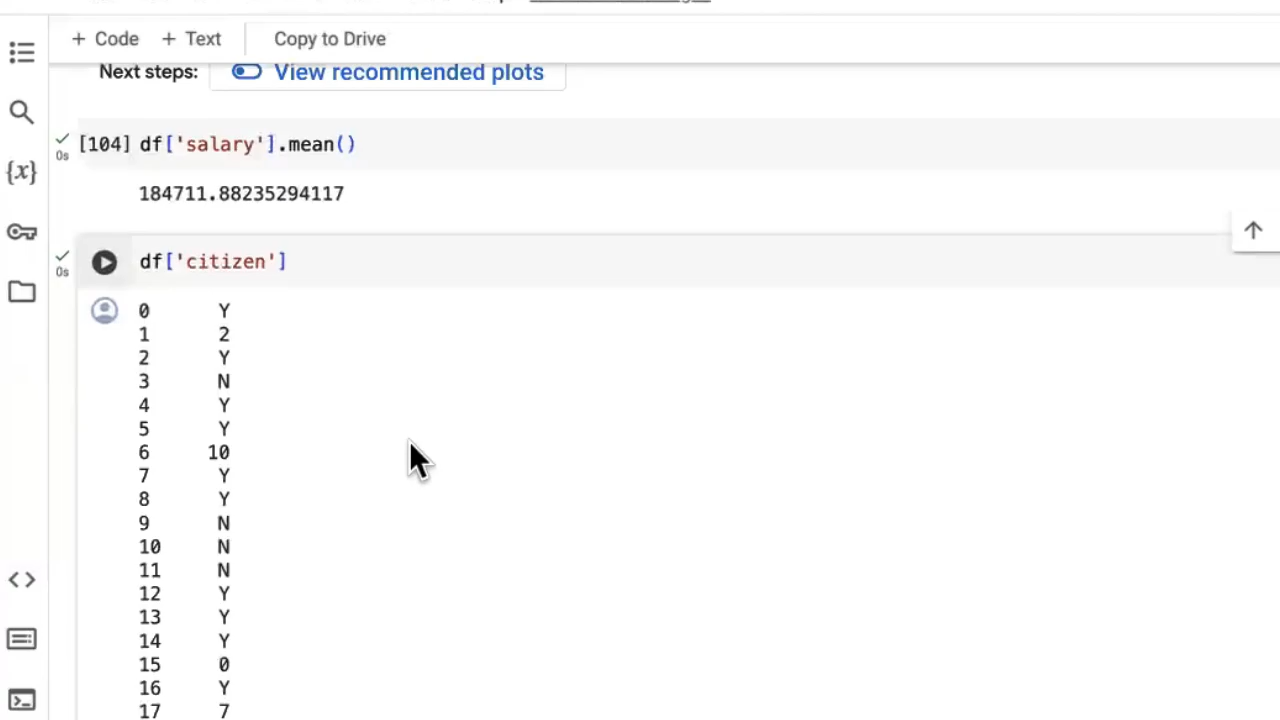 + Code + Text Copy to Drive
Next steps: View recommended plots
[104] df['salary'].mean()
0s
184711.88235294117
{x}
df['citizen']
0s
0 Y
1 2
2 Y
3 N
4 Y
5 Y
6 10
7 Y
8 Y
9 N
10 N
11 N
12 Y
13 Y
14 Y
15 0
16 Y
17 7